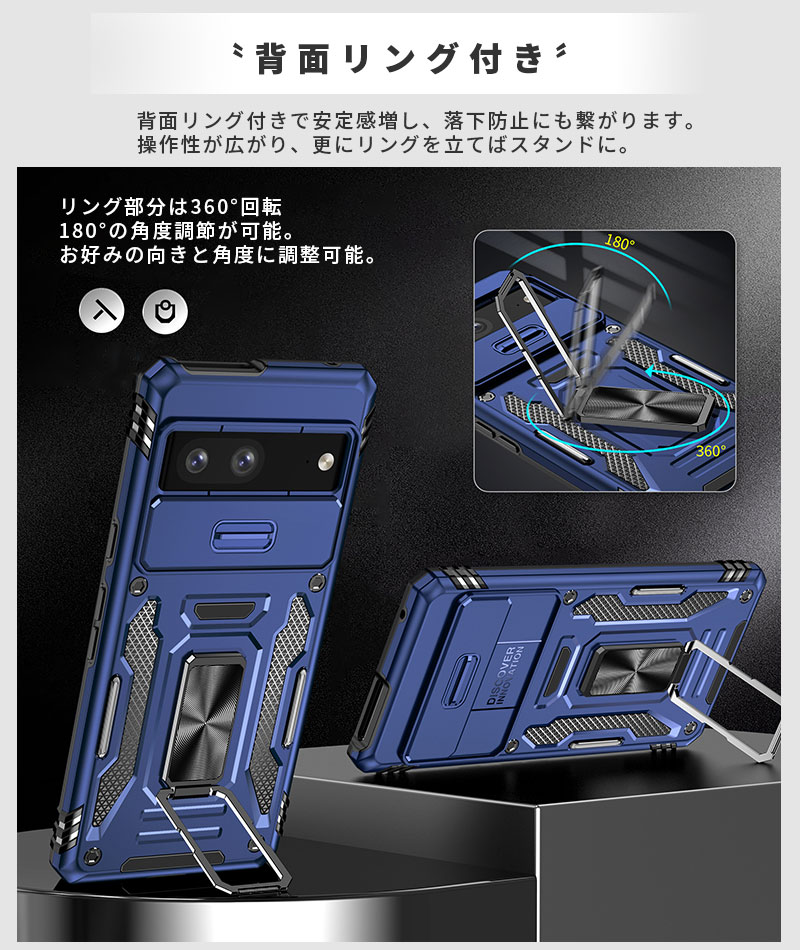 〝背面リング付き〞
背面リング付きで安定感増し、落下防止にも繋がります。
操作性が広がり、更にリングを立てばスタンドに。
リング部分は360°回転
180°の角度調節が可能。
お好みの向きと角度に調整可能。
180°
360°
DISCOVER
INNOVATION